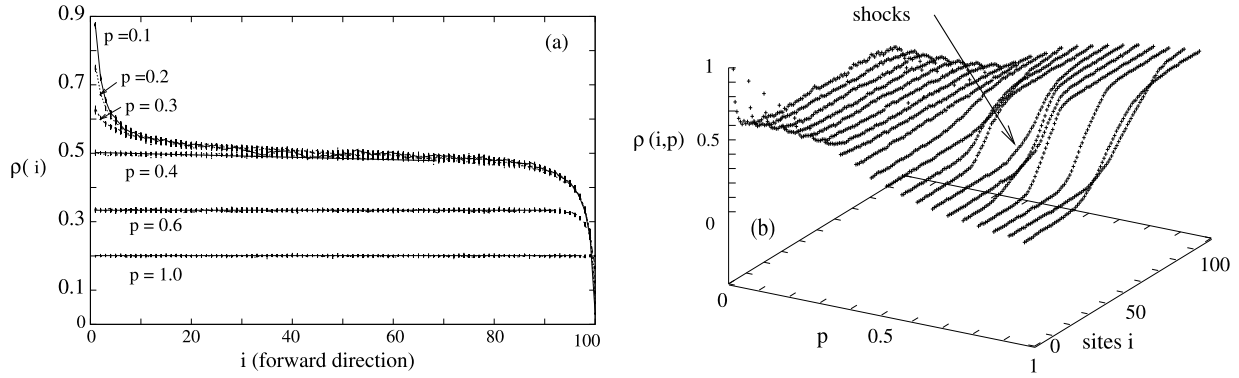 0.9
0.7
0.5
0.3
0.1
0
ρ( i)
p =0.1
p =0.2
p = 0.3
p = 0.4
p = 0.6
p = 1.0
(a)
0 20 40 60 80 100
i (forward direction)
shocks
1
0.5
0
ρ (i,p)
(b)
0
p
0.5
1
0
50
100
sites i